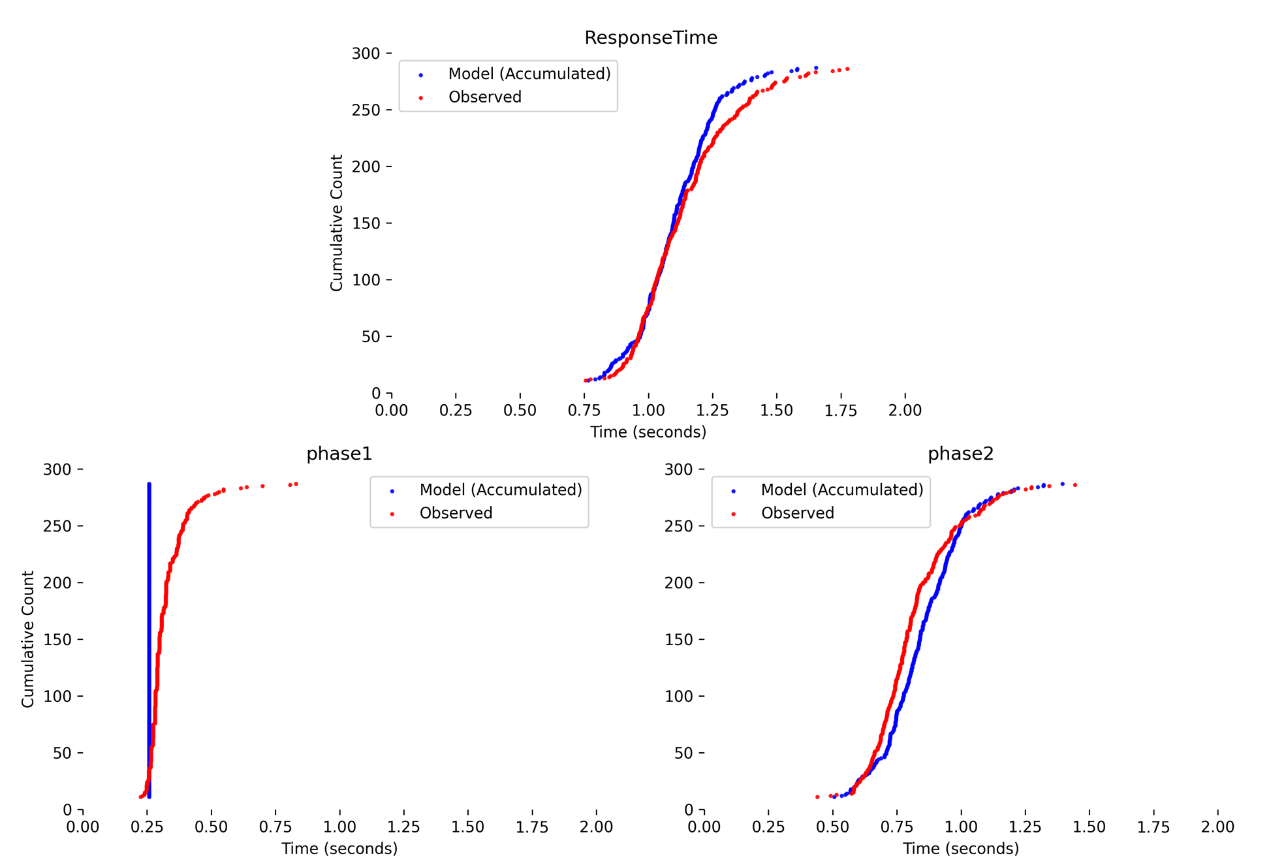 ResponseTime
300
250
200
150
100
50
0
Cumulative Count
Model (Accumulated)
Observed
0.00 0.25 0.50 0.75 1.00 1.25 1.50 1.75 2.00
Time (seconds)
phase1
300
250
200
150
100
50
0
Cumulative Count
Model (Accumulated)
Observed
0.00 0.25 0.50 0.75 1.00 1.25 1.50 1.75 2.00
Time (seconds)
phase2
300
250
200
150
100
50
0
Model (Accumulated)
Observed
0.00 0.25 0.50 0.75 1.00 1.25 1.50 1.75 2.00
Time (seconds)